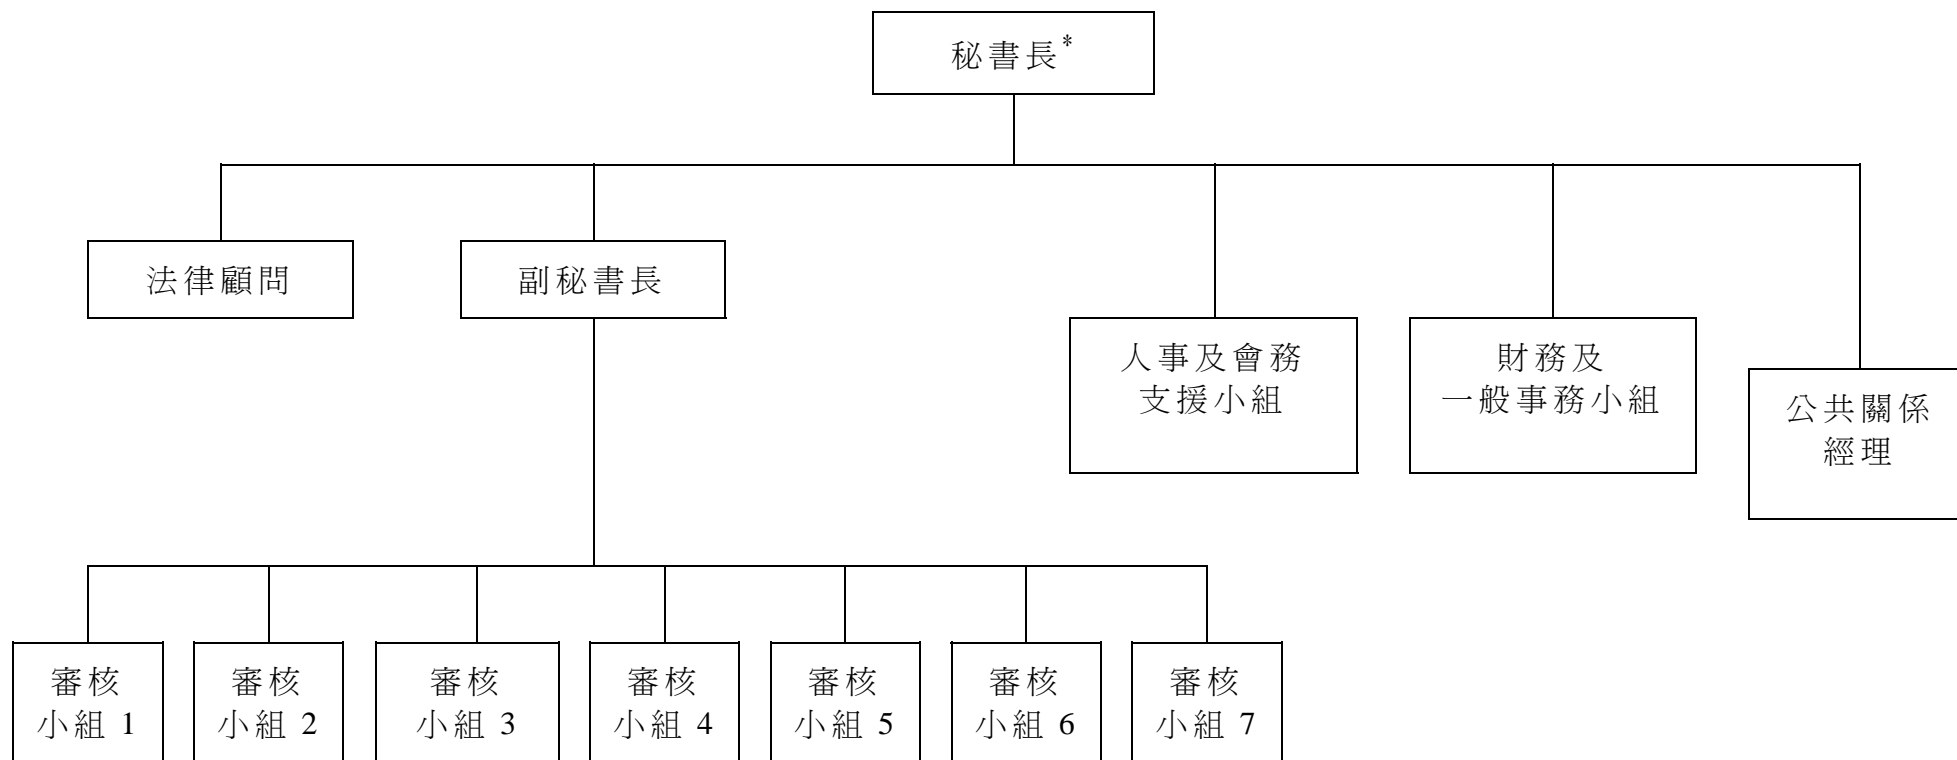 秘書長*
法律顧問
副秘書長
人事及會務
支援小組
財務及
一般事務小組
公共關係
經理
審核
小組 1
審核
小組 2
審核
小組 3
審核
小組 4
審核
小組 5
審核
小組 6
審核
小組 7